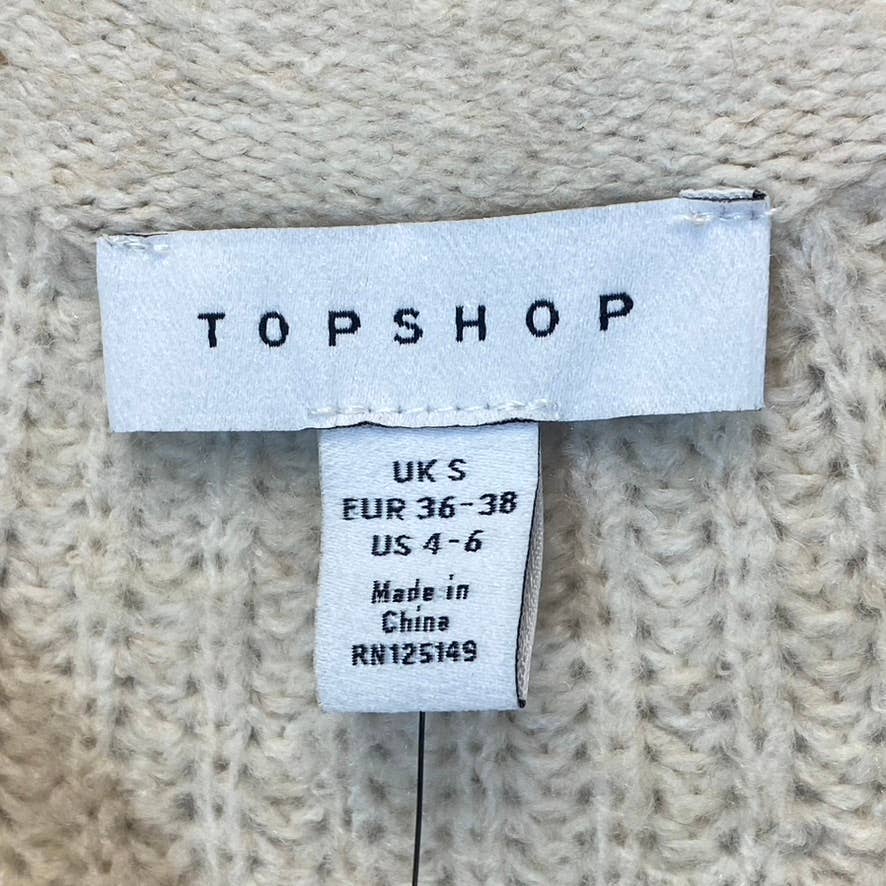 TOPSHOP
UK S
EUR 36-38
US 4-6
Made in
China
RN125149